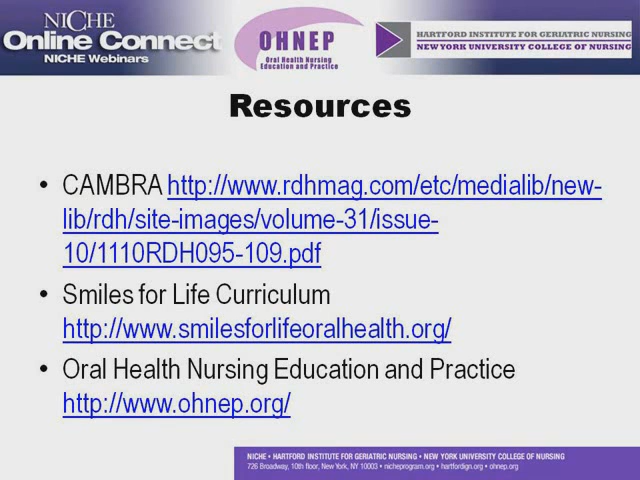 NICHE
Online Connect
NICHE Webinars
OHNEP
Oral Health Nursing
Education and Practice
HARTFORD INSTITUTE FOR GERIATRIC NURSING
NEW YORK UNIVERSITY COLLEGE OF NURSING
Resources
• CAMBRA http://www.rdhmag.com/etc/medialib/new-
lib/rdh/site-images/volume-31/issue-
10/1110RDH095-109.pdf
• Smiles for Life Curriculum
http://www.smilesforlifeoralhealth.org/
• Oral Health Nursing Education and Practice
http://www.ohnep.org/
NICHE • HARTFORD INSTITUTE FOR GERIATRIC NURSING • NEW YORK UNIVERSITY COLLEGE OF NURSING
726 Broadway, 10th floor, New York, NY 10003 • nicheprogram.org • hartfordign.org • ohnep.org